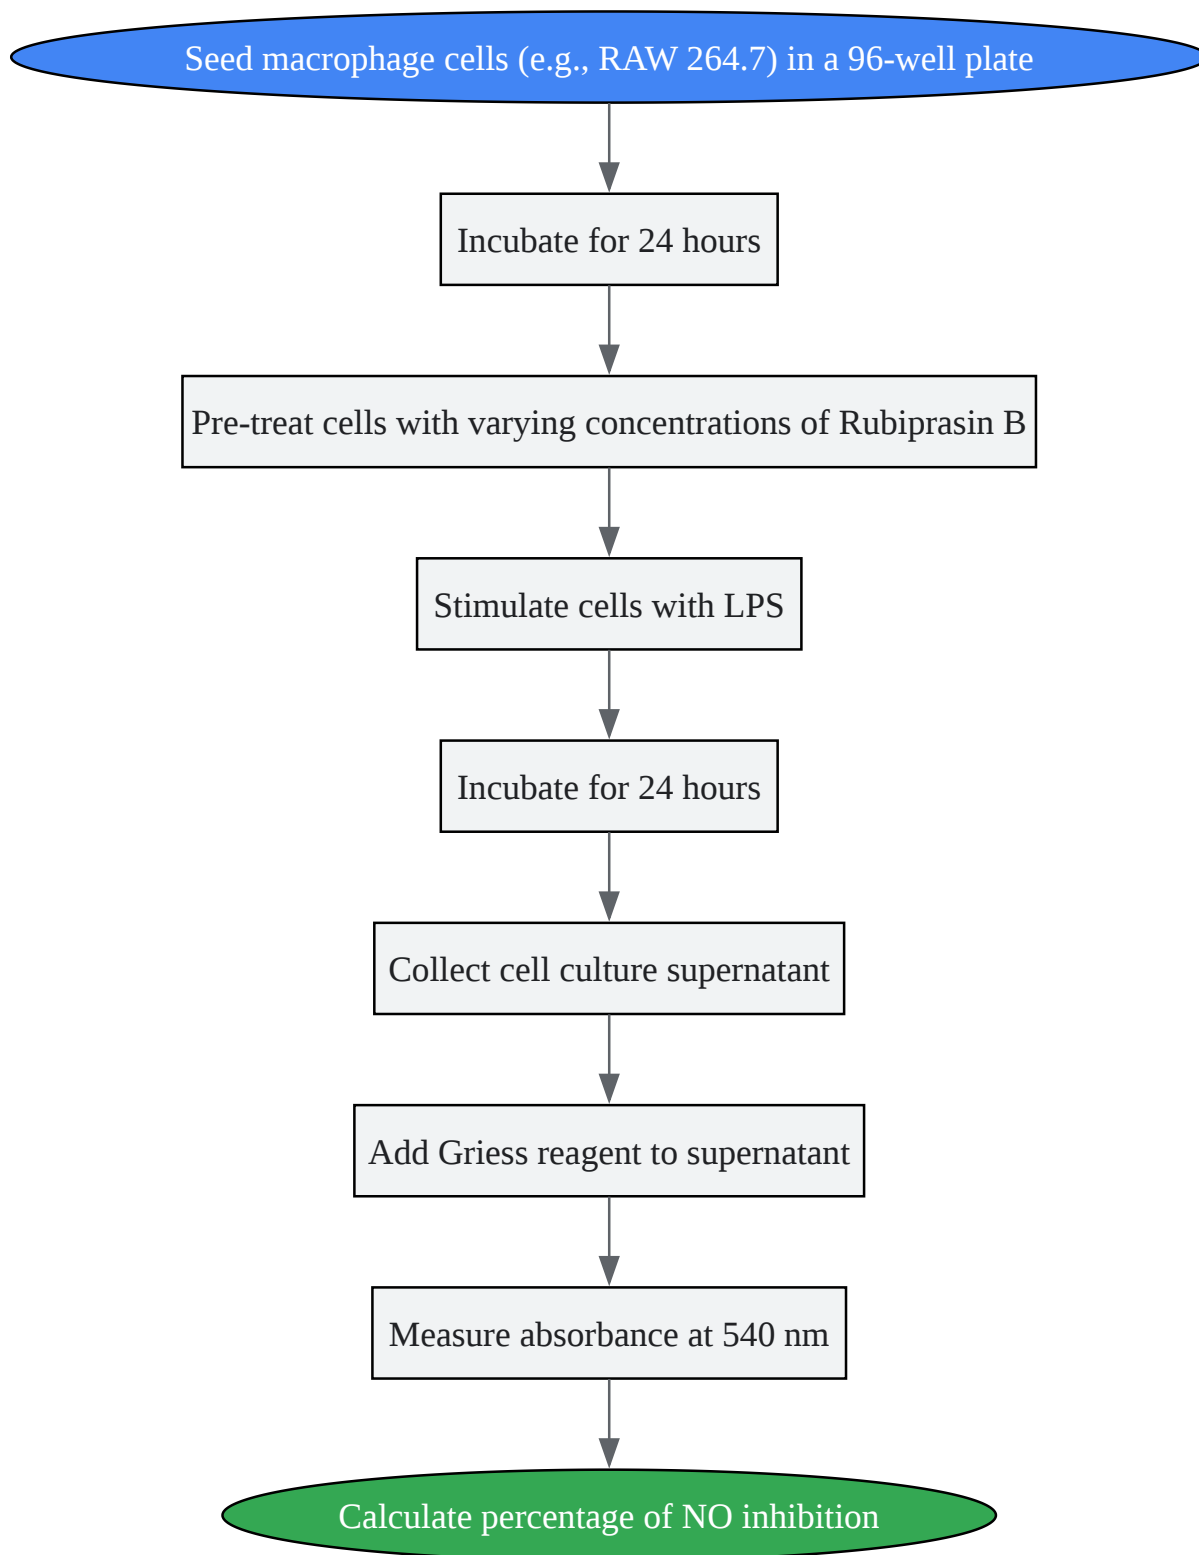 Seed macrophage cells (e.g., RAW 264.7) in a 96-well plate
Incubate for 24 hours
Pre-treat cells with varying concentrations of Rubiprasin B
Stimulate cells with LPS
Incubate for 24 hours
Collect cell culture supernatant
Add Griess reagent to supernatant
Measure absorbance at 540 nm
Calculate percentage of NO inhibition